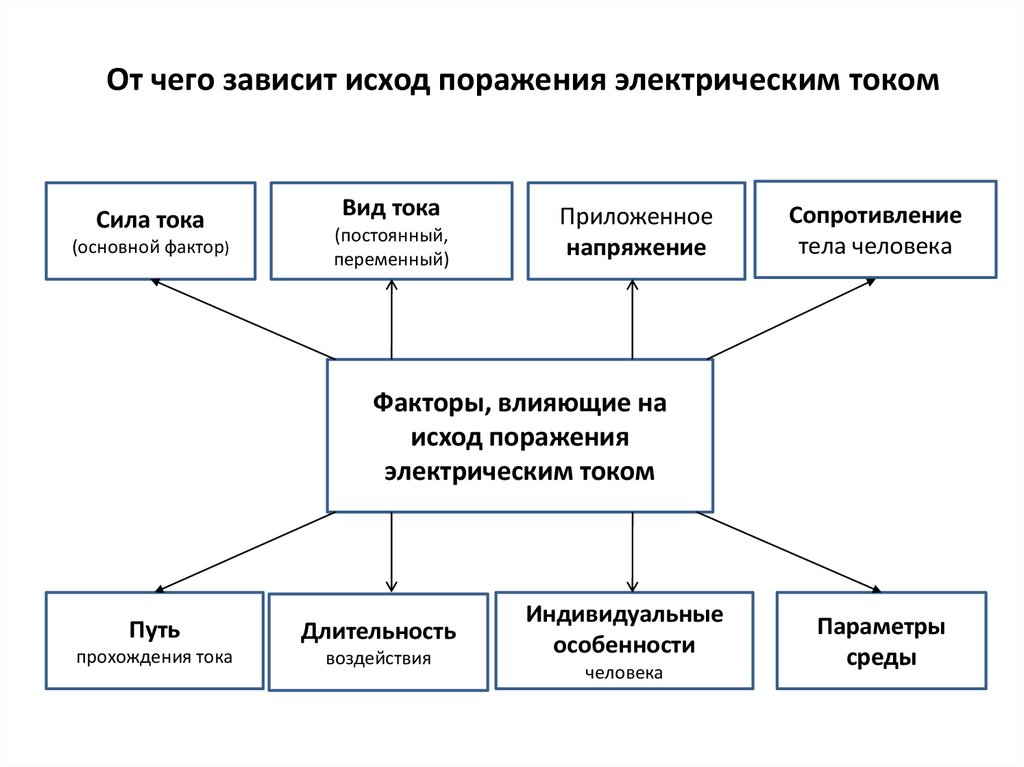 От чего зависит исход поражения электрическим током
Сила тока
(основной фактор)
Вид тока
(постоянный,
переменный)
Приложенное
напряжение
Сопротивление
тела человека
Факторы, влияющие на
исход поражения
электрическим током
Путь
прохождения тока
Длительность
воздействия
Индивидуальные
особенности
человека
Параметры
среды